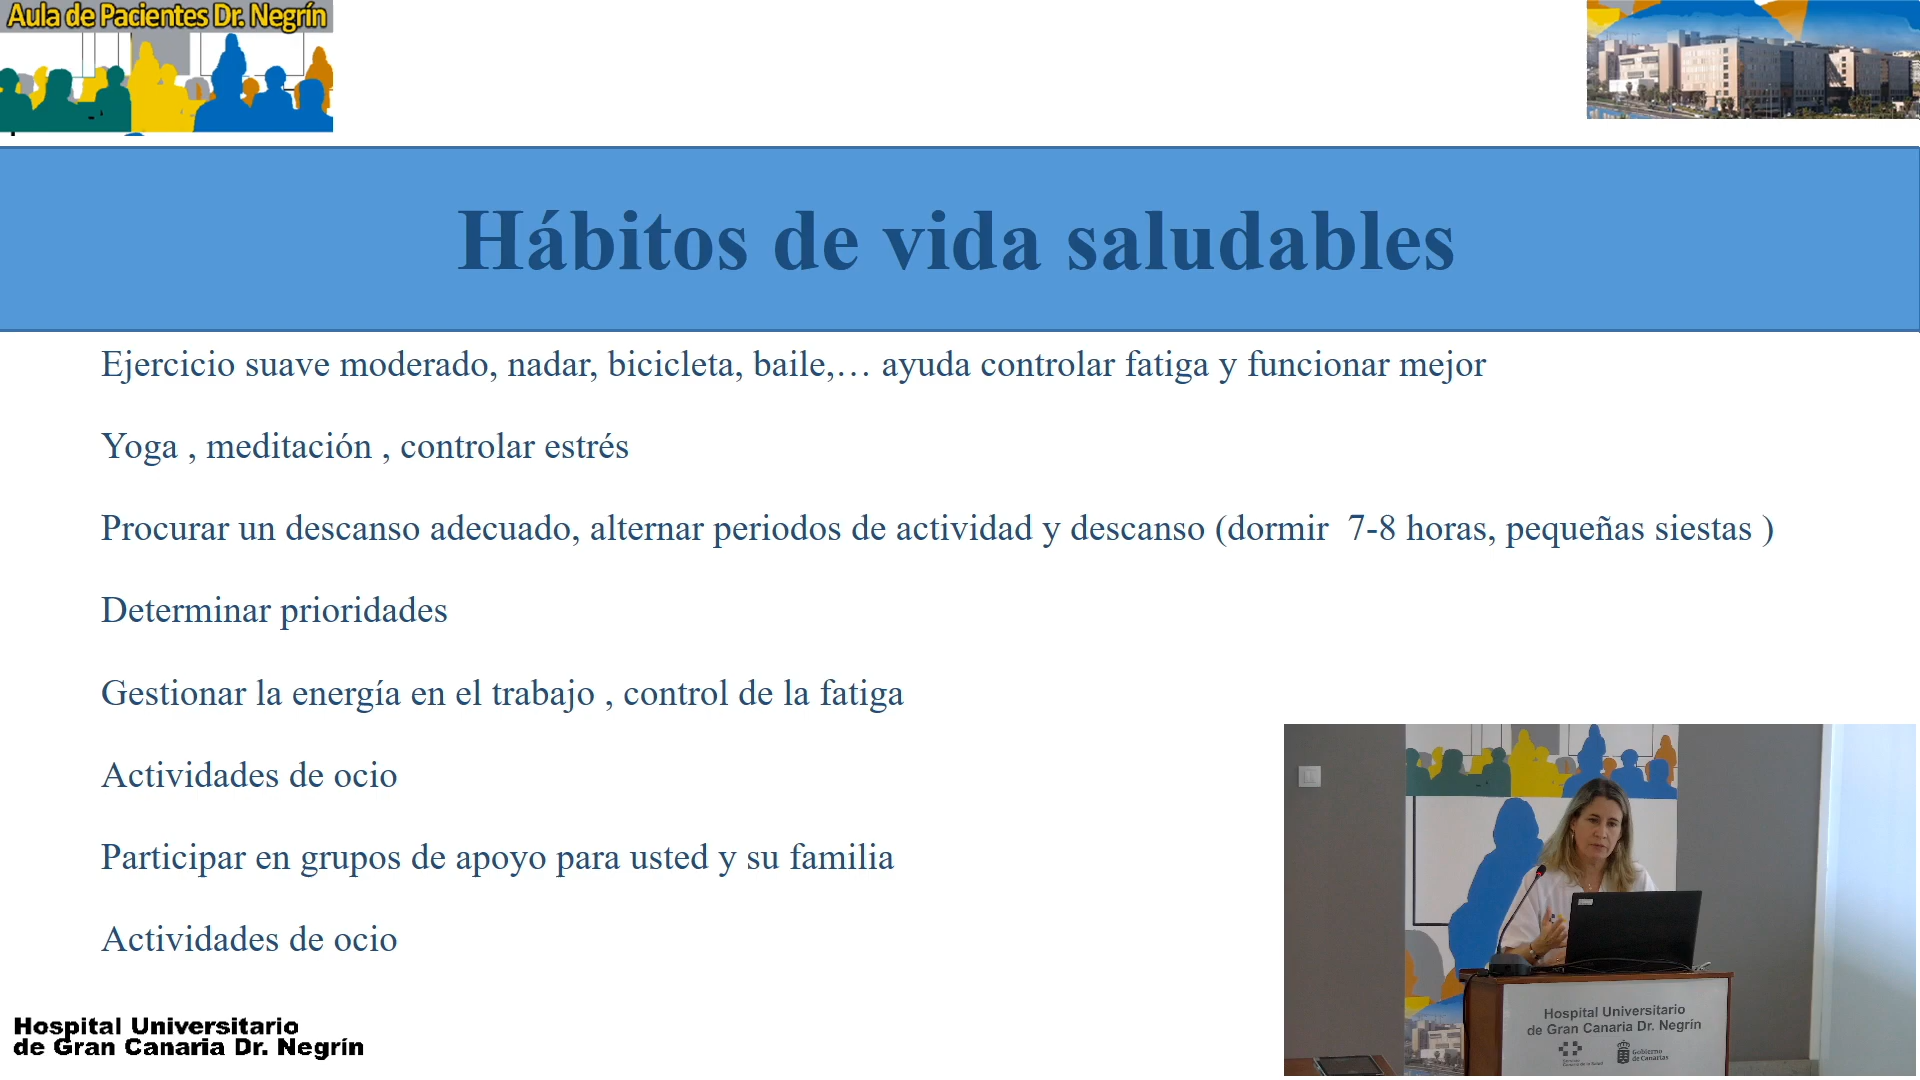 Aula de Pacientes Dr. Negrín
Hábitos de vida saludables
Ejercicio suave moderado, nadar, bicicleta, baile,… ayuda controlar fatiga y funcionar mejor
Yoga , meditación , controlar estrés
Procurar un descanso adecuado, alternar periodos de actividad y descanso (dormir  7-8 horas, pequeñas siestas )
Determinar prioridades
Gestionar la energía en el trabajo , control de la fatiga
Actividades de ocio
Participar en grupos de apoyo para usted y su familia
Actividades de ocio
Hospital Universitario
de Gran Canaria Dr. Negrín
Hospital Universitario
de Gran Canaria Dr. Negrín
Gobierno
de Canarias